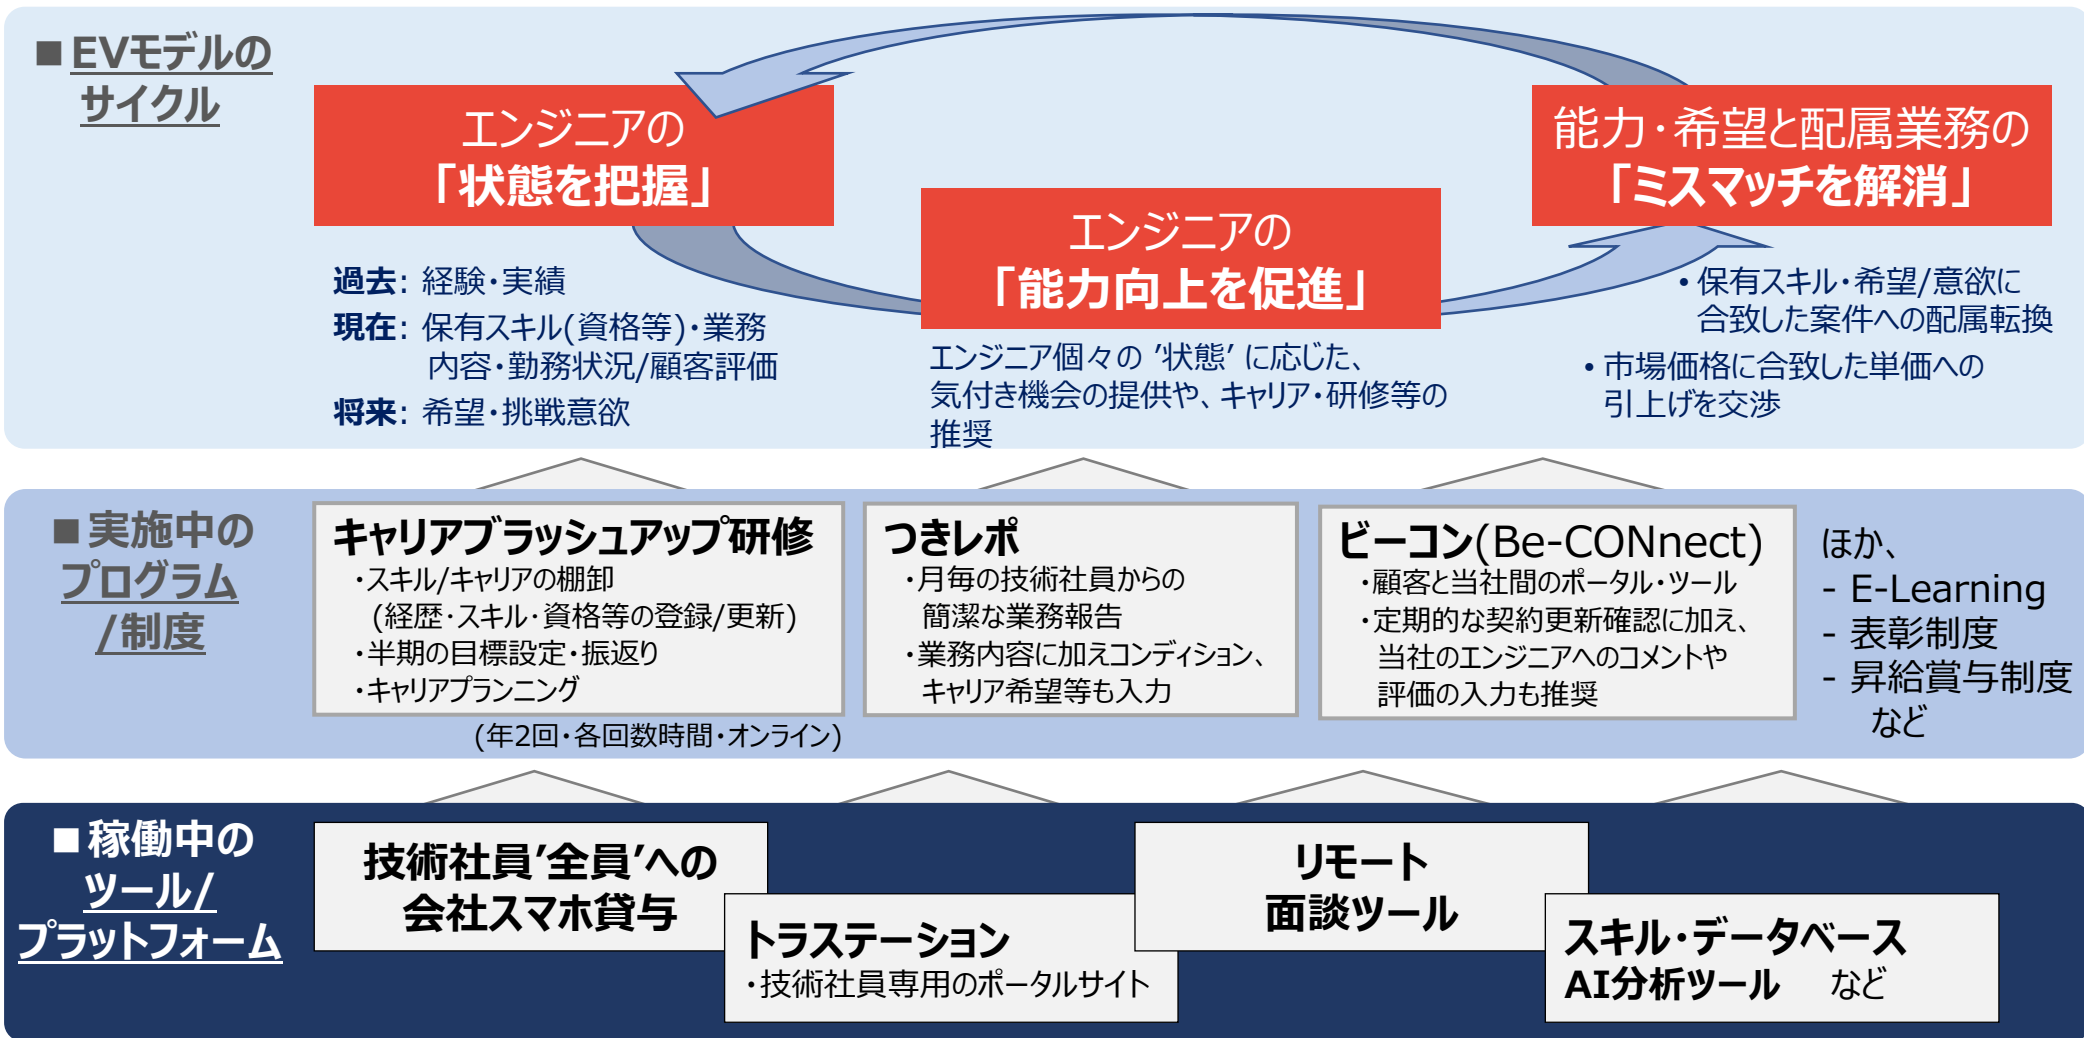 ■EVモデルの
サイクル
エンジニアの
「状態を把握」
過去: 経験・実績
現在: 保有スキル(資格等)・業務
内容・勤務状況/顧客評価
将来: 希望・挑戦意欲
エンジニアの
「能力向上を促進」
エンジニア個々の ’状態’ に応じた、
気付き機会の提供や、キャリア・研修等の
推奨
能力・希望と配属業務の
「ミスマッチを解消」
• 保有スキル・希望/意欲に
合致した案件への配属転換
• 市場価格に合致した単価への
引上げを交渉
■実施中の
プログラム
/制度
キャリアブラッシュアップ研修
・スキル/キャリアの棚卸
(経歴・スキル・資格等の登録/更新)
・半期の目標設定・振返り
・キャリアプランニング
(年2回・各回数時間・オンライン)
つきレポ
・月毎の技術社員からの
簡潔な業務報告
・業務内容に加えコンディション、
キャリア希望等も入力
ビーコン(Be-CONnect)
・顧客と当社間のポータル・ツール
・定期的な契約更新確認に加え、
当社のエンジニアへのコメントや
評価の入力も推奨
ほか、
- E-Learning
- 表彰制度
- 昇給賞与制度
など
■稼働中の
ツール/
プラットフォーム
技術社員’全員’への
会社スマホ貸与
トラステーション
・技術社員専用のポータルサイト
リモート
面談ツール
スキル・データベース
AI分析ツール など